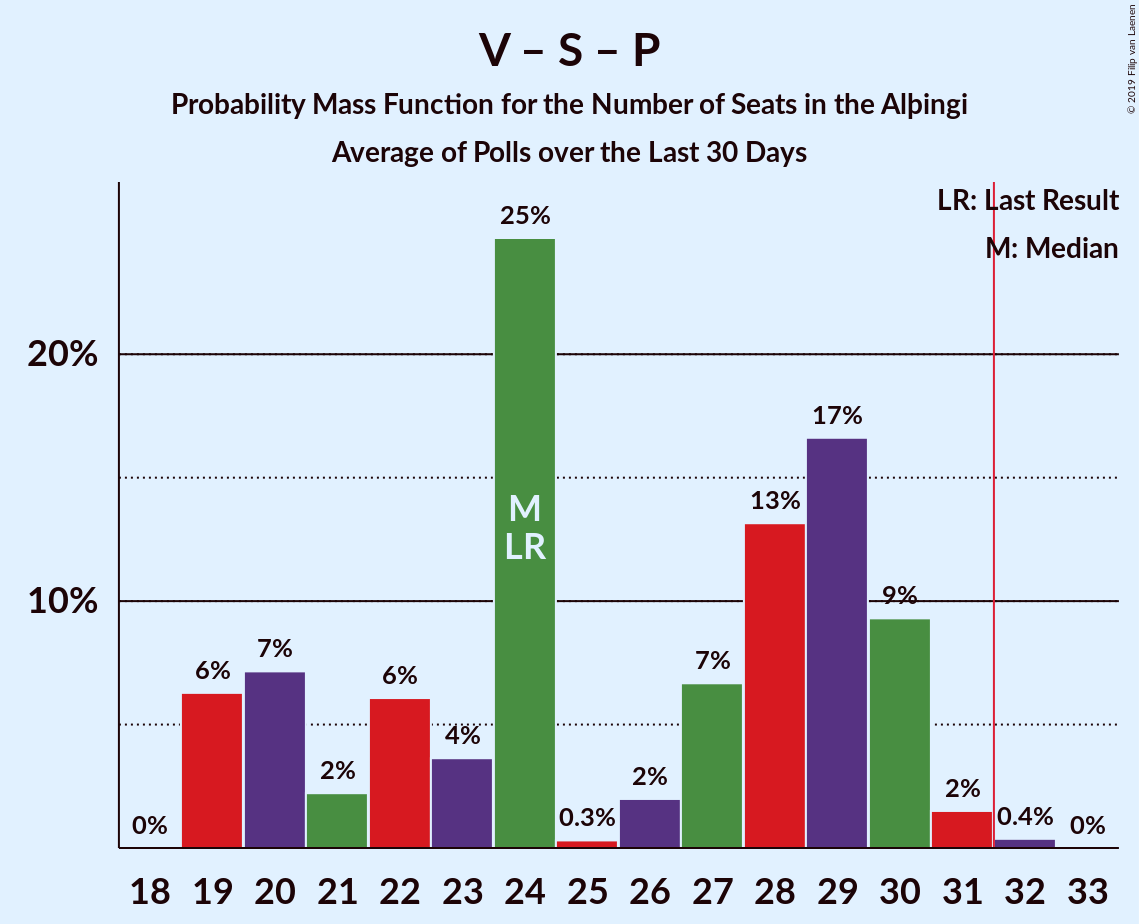 V – S – P
Probability Mass Function for the Number of Seats in the Alþingi
Average of Polls over the Last 30 Days
© 2019 Filip van Laenen
LR: Last Result
M: Median
25%
20%
17%
13%
M
LR
10%
9%
7%
7%
6%
6%
4%
2%
2%
2%
0.3%
0.4%
0%
0%
18 19 20 21 22 23 24 25 26 27 28 29 30 31 32 33